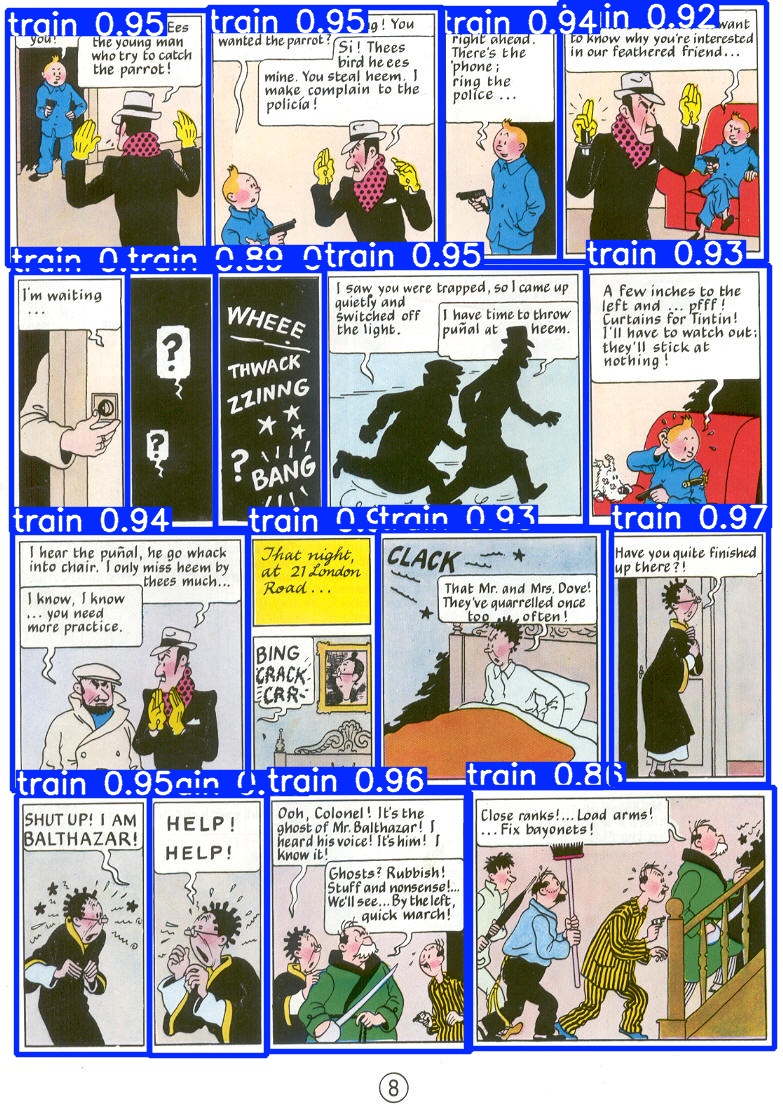 train 0.95
train 0.95
train 0.94
in 0.92
you!
Ees
the young man
who try to catch
the parrot!
g! You
wanted the parrot?
Si! Thees
bird he ees
mine. You steal heem. I
make complain to the
policía!
right ahead.
There's the
'phone;
ring the
police ...
want
to know why you're interested
in our feathered friend...
train 0.
train 0.89
train 0.95
train 0.93
I'm waiting
...
?
?
WHEEE
THWACK
ZZINNG
?
BANG
I saw you were trapped, so I came up
quietly and
switched off
the light.
I have time to throw
puñal at heem.
A few inches to the
left and ... pfff!
Curtains for Tintin!
I'll have to watch out:
they'll stick at
nothing!
train 0.94
train 0.9
train 0.93
train 0.97
I hear the puñal, he go whack
into chair. I only miss heem by
thees much...
I know, I know
... you need
more practice.
That night,
at 21 London
Road...
BING
CRACK
CRR-
CLACK
That Mr. and Mrs. Dove!
They've quarrelled once
too often!
Have you quite finished
up there?!
train 0.95
ain 0.
train 0.96
train 0.86
SHUT UP! I AM
BALTHAZAR!
HELP!
HELP!
Ooh, Colonel! It's the
ghost of Mr. Balthazar! I
heard his voice! It's him! I
know it!
Ghosts? Rubbish!
Stuff and nonsense!...
We'll see... By the left,
quick march!
Close ranks!... Load arms!
... Fix bayonets!
8